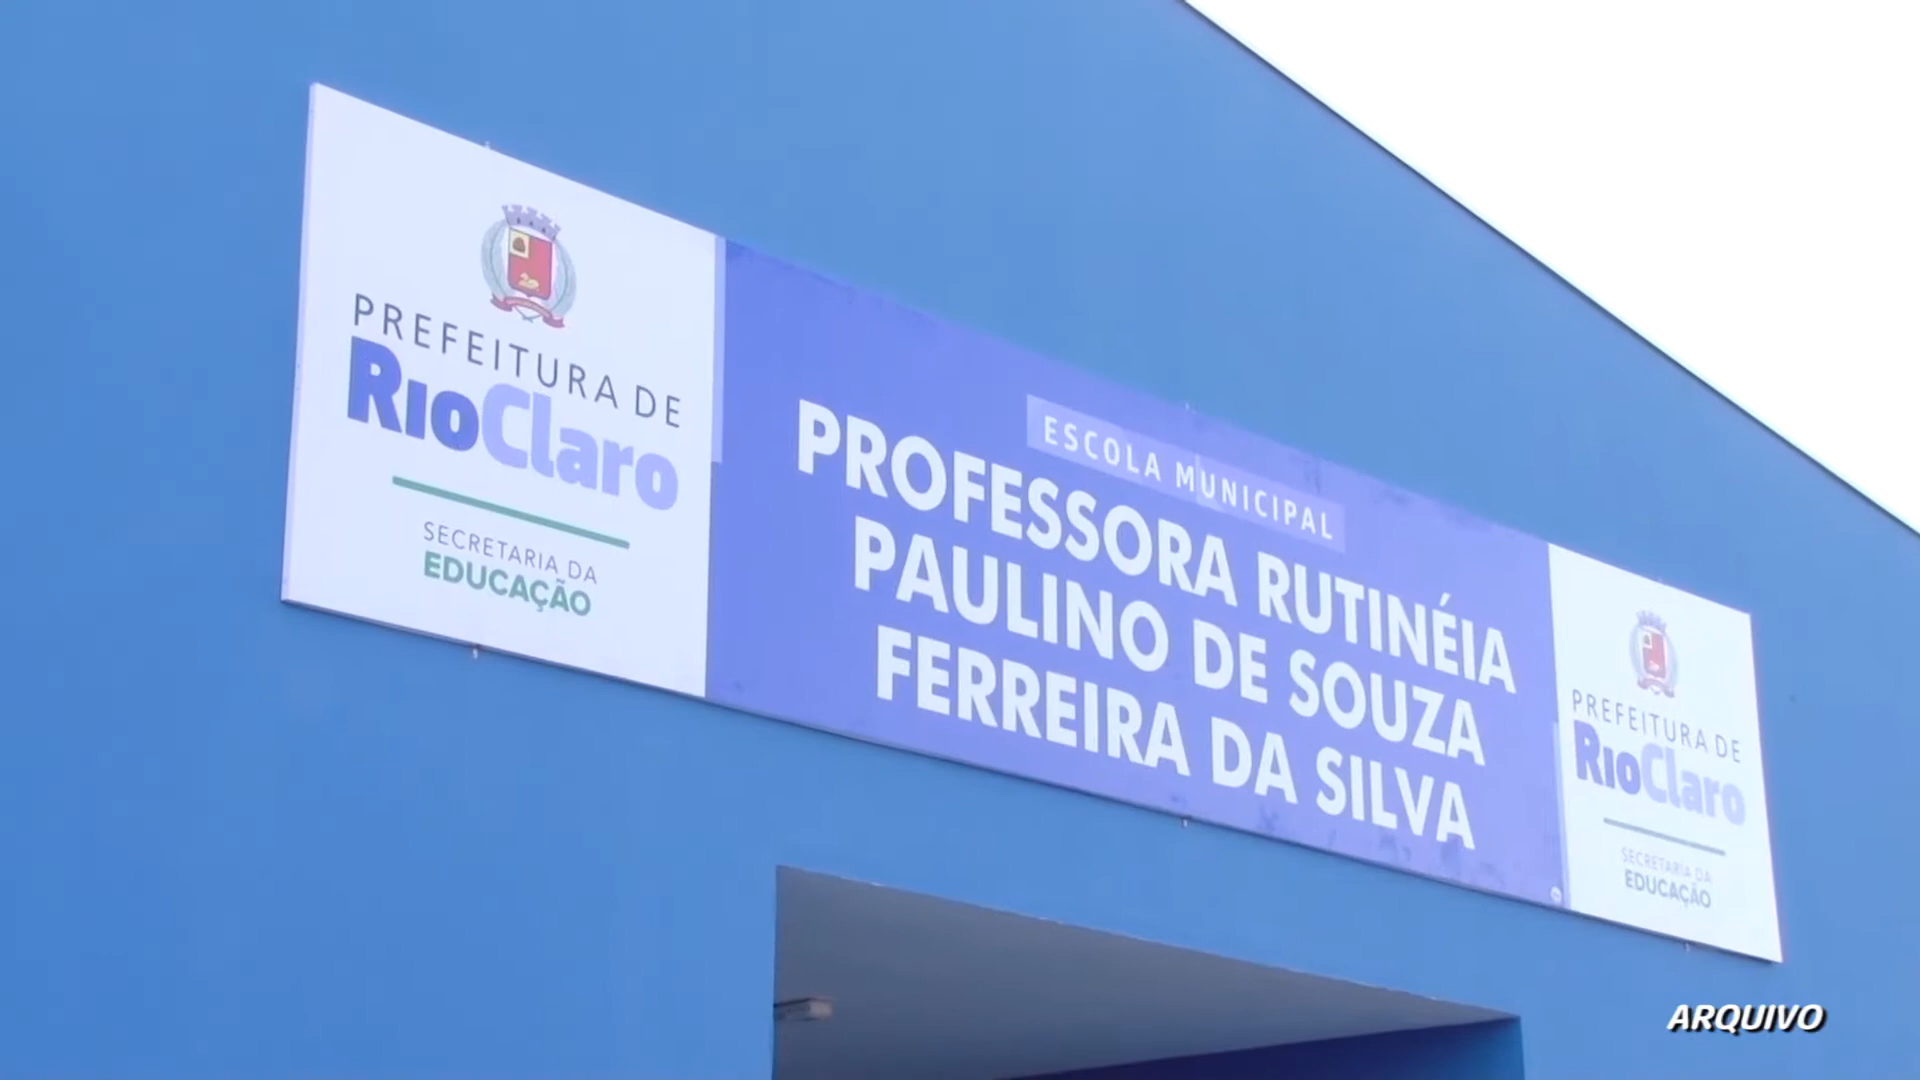 PREFEITURA DE
RioClaro
SECRETARIA DA
EDUCAÇÃO
ESCOLA MUNICIPAL
PROFESSORA RUTINÉIA
PAULINO DE SOUZA
FERREIRA DA SILVA
PREFEITURA DE
RioClaro
SECRETARIA DA
EDUCAÇÃO
ARQUIVO